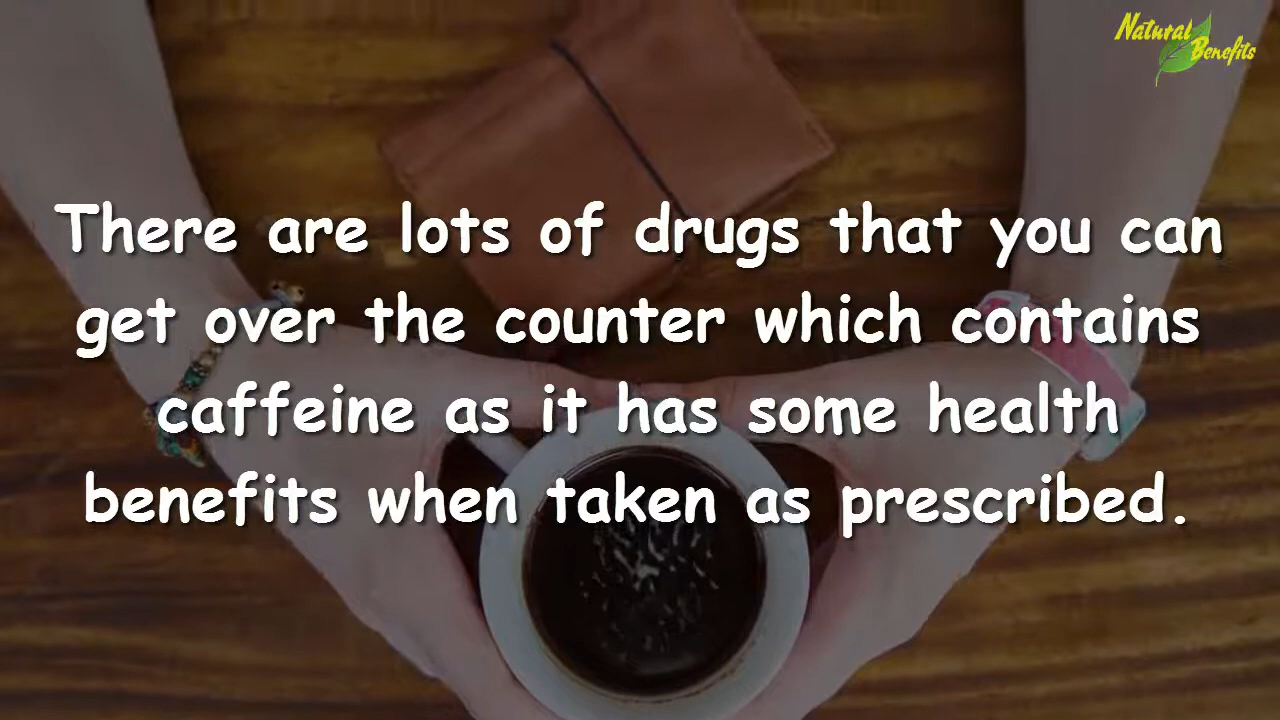 Natural
Benefits
There are lots of drugs that you can
get over the counter which contains
caffeine as it has some health
benefits when taken as prescribed.